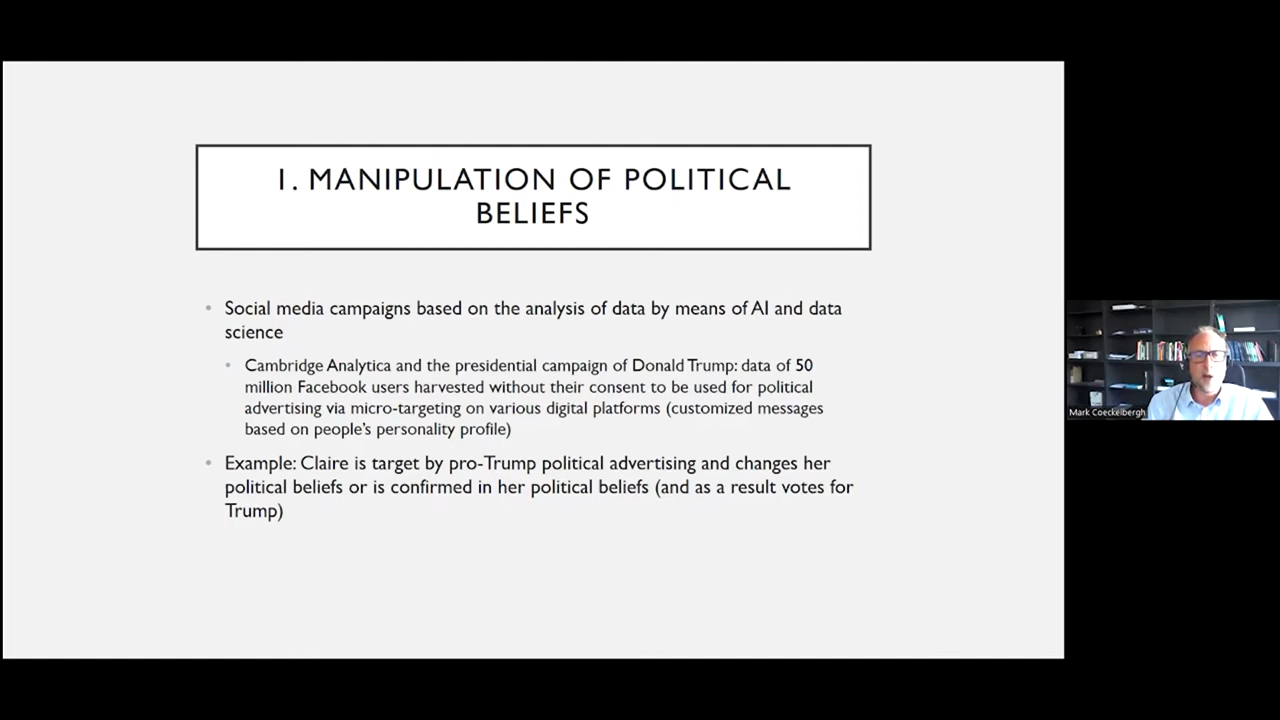 1. MANIPULATION OF POLITICAL
BELIEFS
• Social media campaigns based on the analysis of data by means of AI and data
science
• Cambridge Analytica and the presidential campaign of Donald Trump: data of 50
million Facebook users harvested without their consent to be used for political
advertising via micro-targeting on various digital platforms (customized messages
based on people's personality profile)
• Example: Claire is target by pro-Trump political advertising and changes her
political beliefs or is confirmed in her political beliefs (and as a result votes for
Trump)
Mark Coeckelbergh